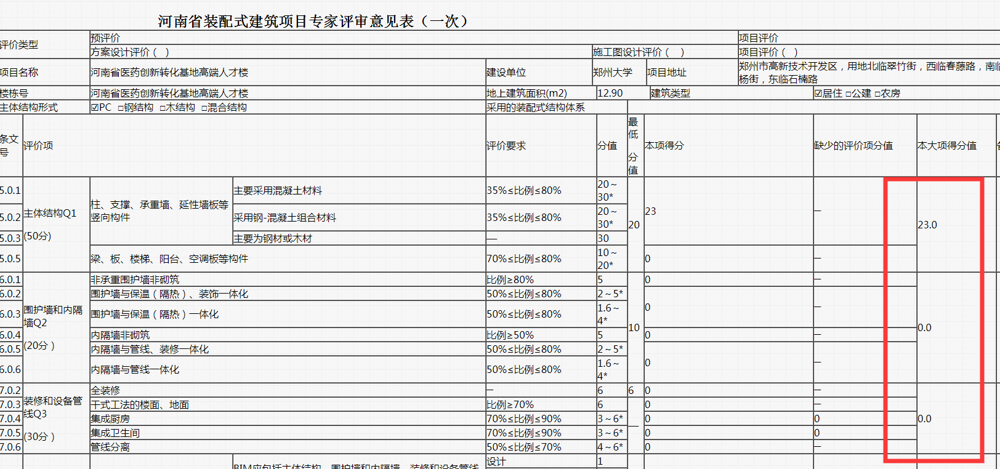 河南省装配式建筑项目专家评审意见表（一次）
评价类型
预评价
项目评价
方案设计评价（ ）
施工图设计评价（ ）
项目评价（ ）
项目名称
河南省医药创新转化基地高端人才楼
建设单位
郑州大学
项目地址
郑州市高新技术开发区，用地北临翠竹街，西临春藤路，南临
杨街，东临石楠路
楼栋号
河南省医药创新转化基地高端人才楼
地上建筑面积(m2)
12.90
建筑类型
☑居住 □公建 □农房
主体结构形式
☑PC □钢结构 □木结构 □混合结构
采用的装配式结构体系
条文
号
评价项
评价要求
分值
最
低
分
值
本项得分
缺少的评价项分值
本大项得分值
5.0.1
主体结构Q1
(50分)
柱、支撑、承重墙、延性墙板等
竖向构件
主要采用混凝土材料
35%≤比例≤80%
20～
30*
20
23
—
23.0
5.0.2
采用钢-混凝土组合材料
35%≤比例≤80%
20～
30*
5.0.3
主要为钢材或木材
—
30
5.0.5
梁、板、楼梯、阳台、空调板等构件
70%≤比例≤80%
10～
20*
0
—
6.0.1
围护墙和内隔
墙Q2
(20分）
非承重围护墙非砌筑
比例≥80%
5
10
0
—
0.0
6.0.2
围护墙与保温（隔热）、装饰一体化
50%≤比例≤80%
2～5*
0
—
6.0.3
围护墙与保温（隔热）一体化
50%≤比例≤80%
1.6～
4*
6.0.4
内隔墙非砌筑
比例≥50%
5
0
—
6.0.5
内隔墙与管线、装修一体化
50%≤比例≤80%
2～5*
0
—
6.0.6
内隔墙与管线一体化
50%≤比例≤80%
1.6～
4*
7.0.2
装修和设备管
线Q3
(30分）
全装修
—
6
6
0
—
0.0
7.0.3
干式工法的楼面、地面
比例≥70%
6
—
0
—
7.0.4
集成厨房
70%≤比例≤90%
3～6*
0
0
7.0.5
集成卫生间
70%≤比例≤90%
3～6*
0
0
7.0.6
管线分离
50%≤比例≤70%
4～6*
0
—
BIM应包括主体结构、围护墙和内隔墙、装修和设备管线
设计
1